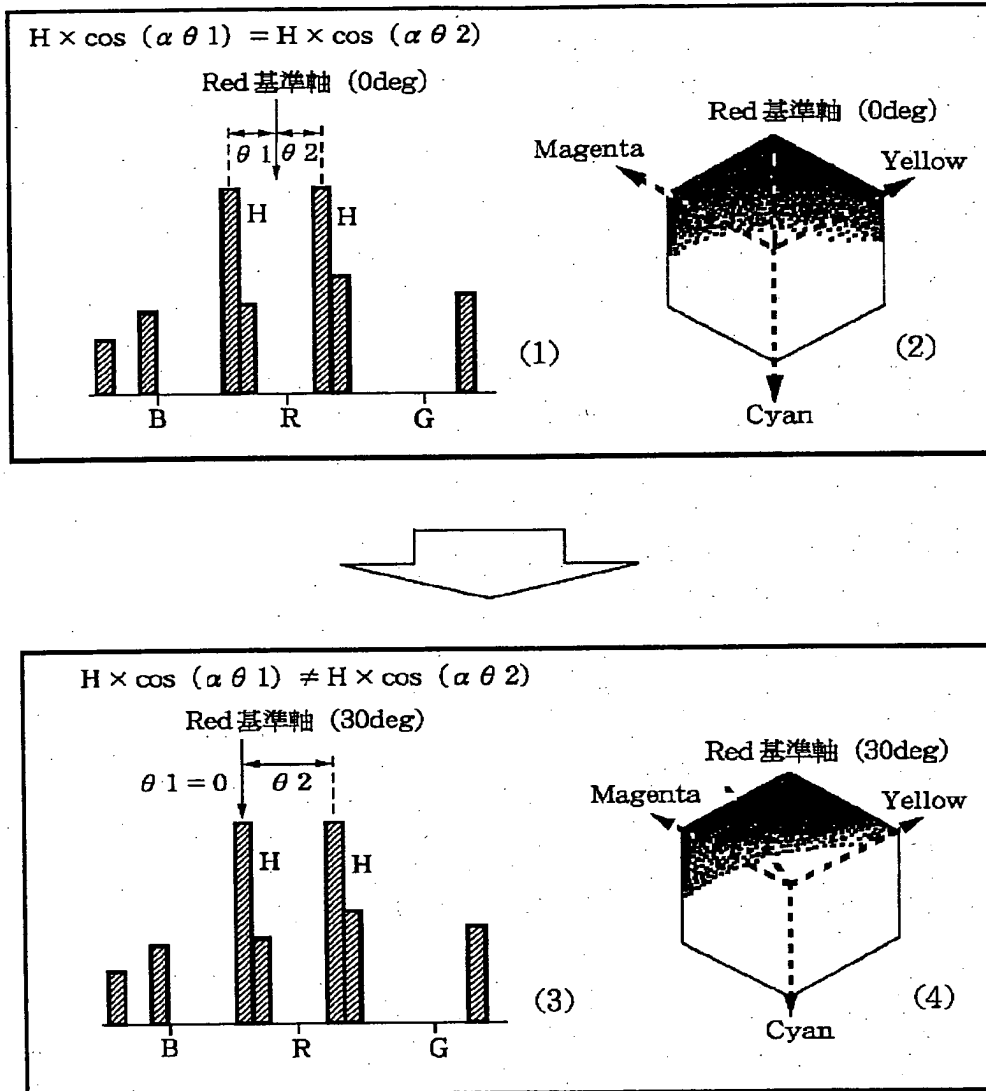 H × cos (α θ 1) = H × cos (α θ 2)
Red 基準軸 (0deg)
θ 1 θ 2
H H
B R G
(1)
Red 基準軸 (0deg)
Magenta Yellow
Cyan
(2)
H × cos (α θ 1) ≠ H × cos (α θ 2)
Red 基準軸 (30deg)
θ 1 = 0 θ 2
H H
B R G
(3)
Red 基準軸 (30deg)
Magenta Yellow
Cyan
(4)